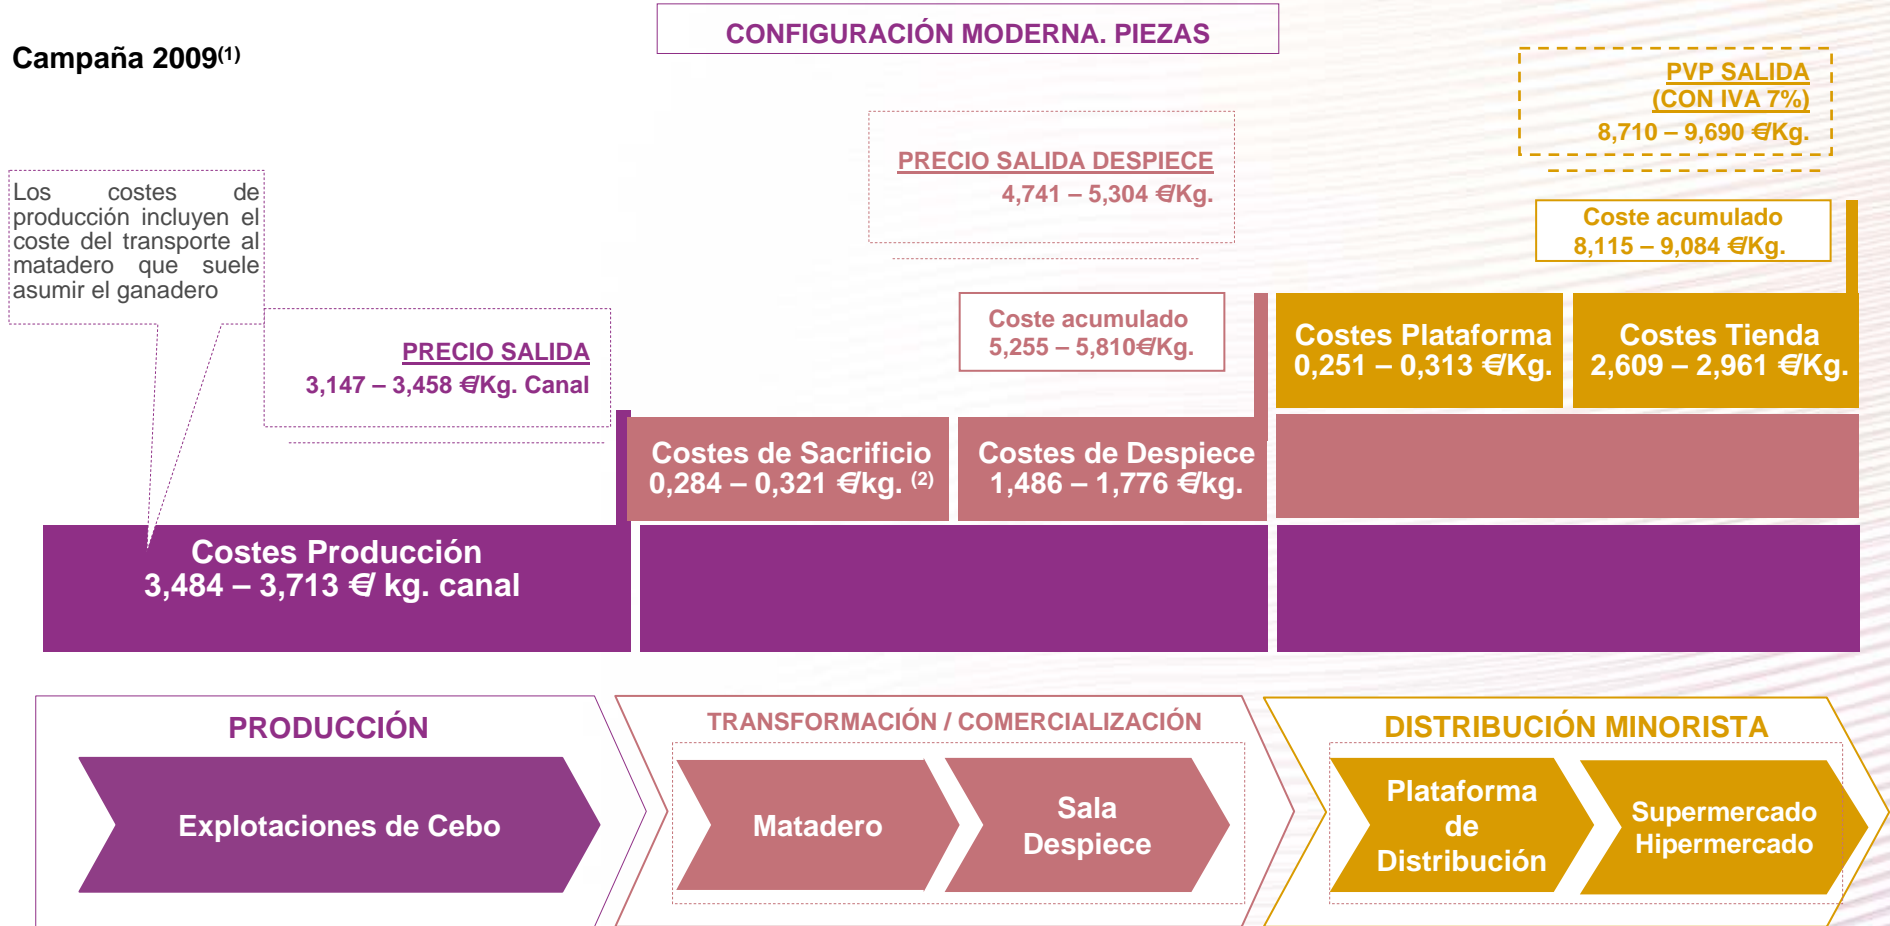 CONFIGURACIÓN MODERNA. PIEZAS
Campaña 2009(1)
PVP SALIDA
(CON IVA 7%)
8,710 – 9,690 €/Kg.
PRECIO SALIDA DESPIECE
4,741 – 5,304 €/Kg.
Los costes de
producción incluyen el
coste del transporte al
matadero que suele
asumir el ganadero
Coste acumulado
8,115 – 9,084 €/Kg.
PRECIO SALIDA
3,147 – 3,458 €/Kg. Canal
Coste acumulado
5,255 – 5,810€/Kg.
Costes Plataforma
0,251 – 0,313 €/Kg.
Costes Tienda
2,609 – 2,961 €/Kg.
Costes de Sacrificio
0,284 – 0,321 €/kg. (2)
Costes de Despiece
1,486 – 1,776 €/kg.
Costes Producción
3,484 – 3,713 €/ kg. canal
PRODUCCIÓN
Explotaciones de Cebo
TRANSFORMACIÓN / COMERCIALIZACIÓN
Matadero
Sala
Despiece
DISTRIBUCIÓN MINORISTA
Plataforma
de
Distribución
Supermercado
Hipermercado